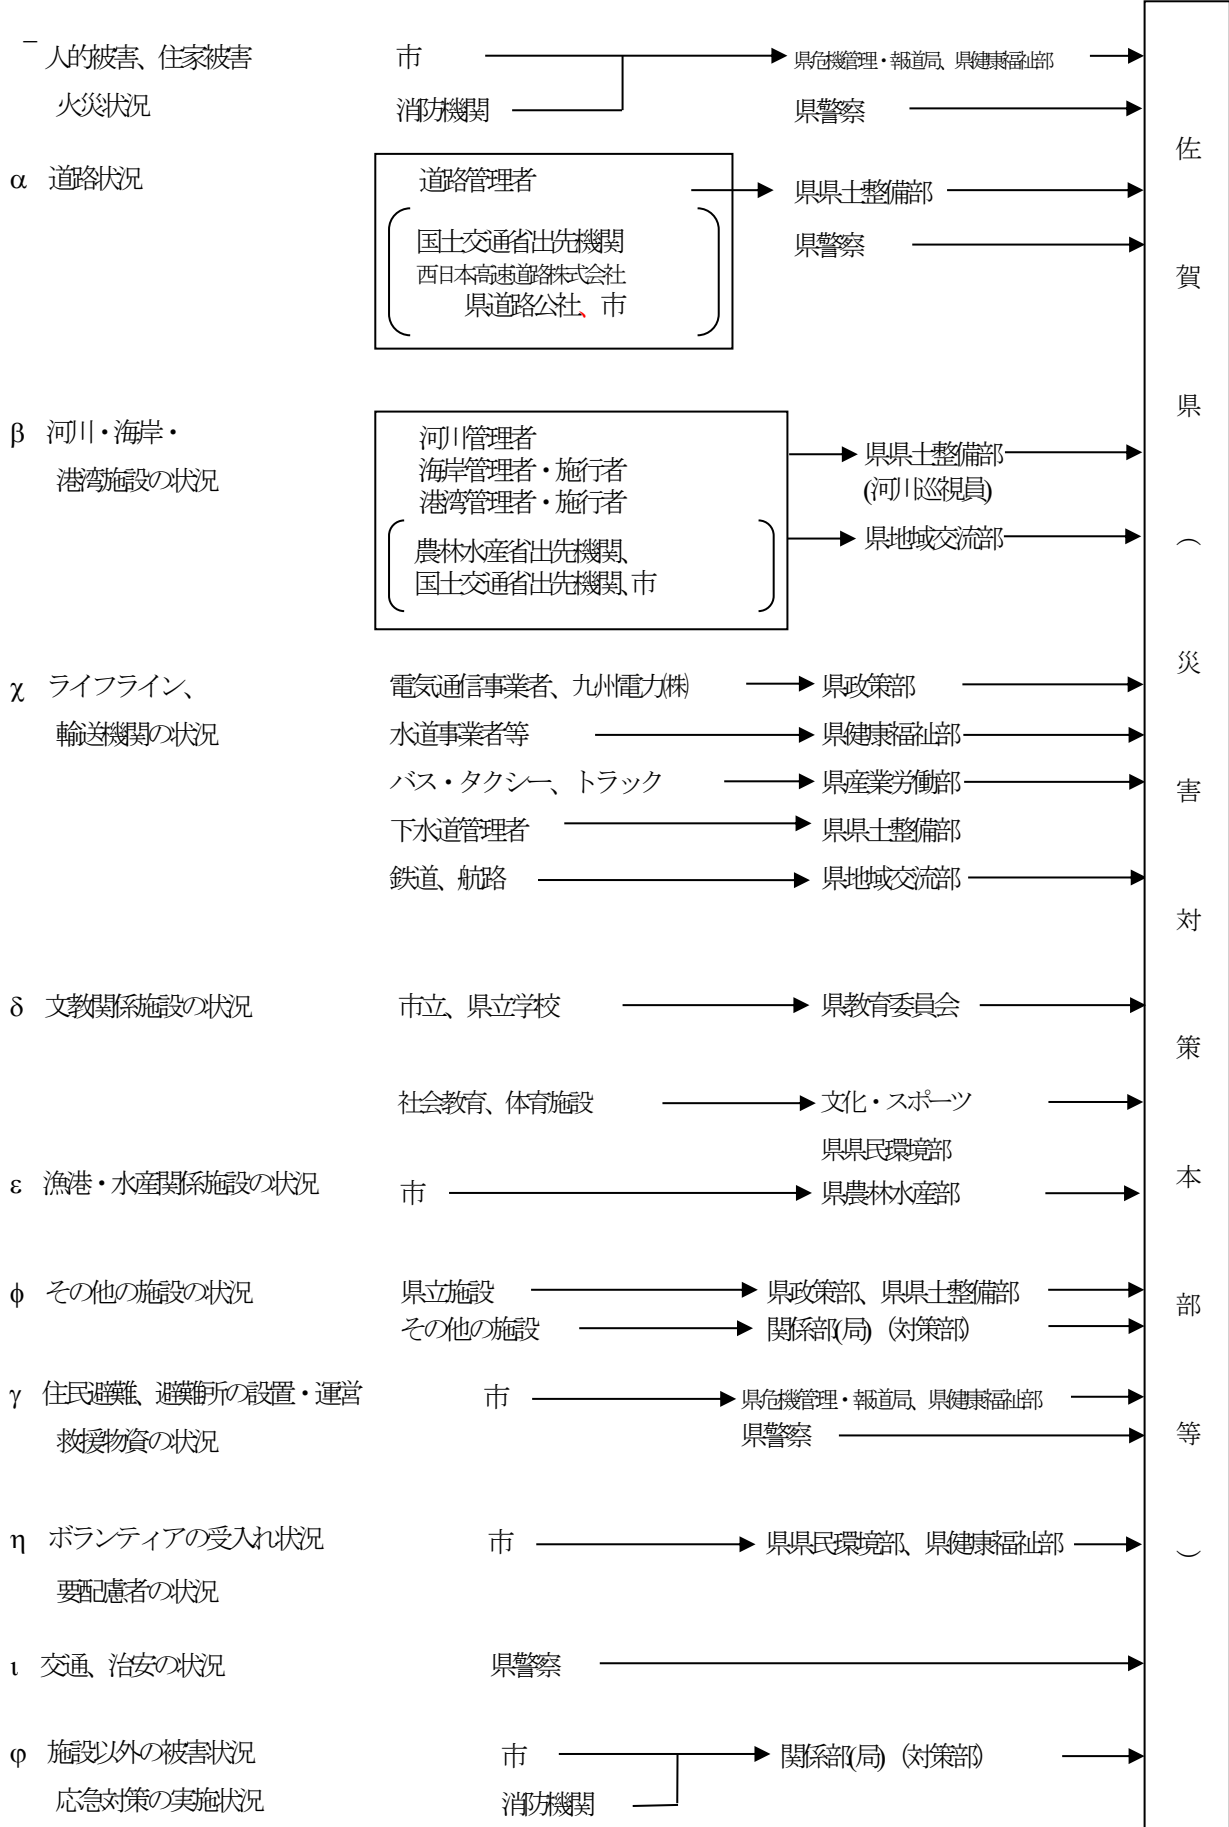 人的被害、住家被害
火災状況
市
消防機関
県危機管理・報道局、県健康福祉部
県警察
α 道路状況
道路管理者
国土交通省出先機関
西日本高速道路株式会社
県道路公社、市
県県土整備部
県警察
β 河川・海岸・
港湾施設の状況
河川管理者
海岸管理者・施行者
港湾管理者・施行者
農林水産省出先機関、
国土交通省出先機関、市
県県土整備部
(河川巡視員)
県地域交流部
χ ライフライン、
輸送機関の状況
電気通信事業者、九州電力㈱
県政策部
水道事業者等
県健康福祉部
バス・タクシー、トラック
県産業労働部
下水道管理者
県県土整備部
鉄道、航路
県地域交流部
δ 文教関係施設の状況
市立、県立学校
県教育委員会
社会教育、体育施設
文化・スポーツ
県県民環境部
ε 漁港・水産関係施設の状況
市
県農林水産部
φ その他の施設の状況
県立施設
県政策部、県県土整備部
その他の施設
関係部(局)（対策部）
γ 住民避難、避難所の設置・運営
救援物資の状況
市
県危機管理・報道局、県健康福祉部
県警察
η ボランティアの受入れ状況
要配慮者の状況
市
県県民環境部、県健康福祉部
ι 交通、治安の状況
県警察
φ 施設以外の被害状況
応急対策の実施状況
市
消防機関
関係部(局)（対策部）
佐賀県（災害対策本部等）